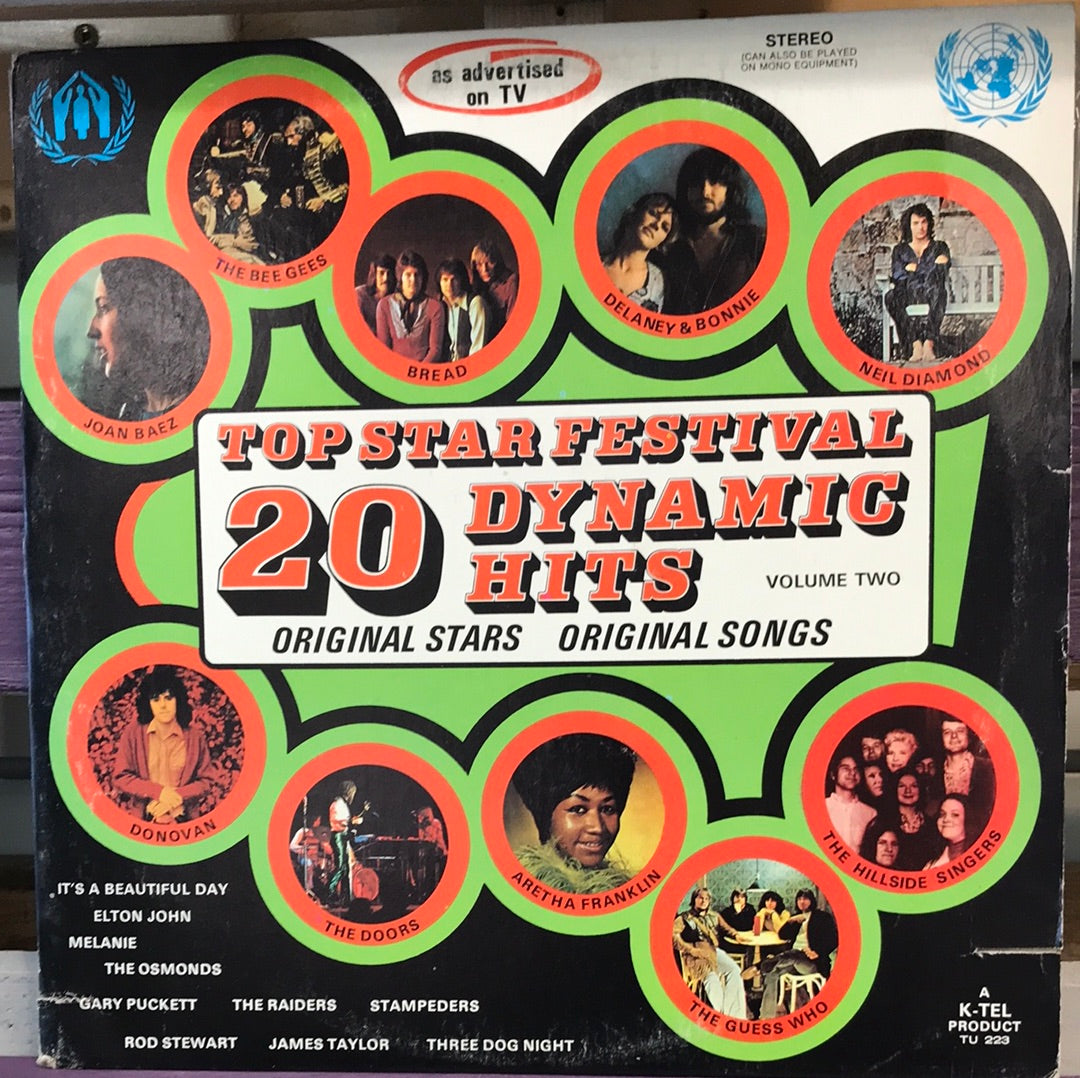 as advertised
on TV
STEREO
(CAN ALSO BE PLAYED
ON MONO EQUIPMENT)
THE BEE GEES
BREAD
DELANEY & BONNIE
NEIL DIAMOND
JOAN BAEZ
TOP STAR FESTIVAL
20 DYNAMIC
HITS
VOLUME TWO
ORIGINAL STARS ORIGINAL SONGS
DONOVAN
THE DOORS
ARETHA FRANKLIN
THE HILLSIDE SINGERS
THE GUESS WHO
IT'S A BEAUTIFUL DAY
ELTON JOHN
MELANIE
THE OSMONDS
GARY PUCKETT THE RAIDERS STAMPEDERS
ROD STEWART JAMES TAYLOR THREE DOG NIGHT
A
K-TEL
PRODUCT
TU 223